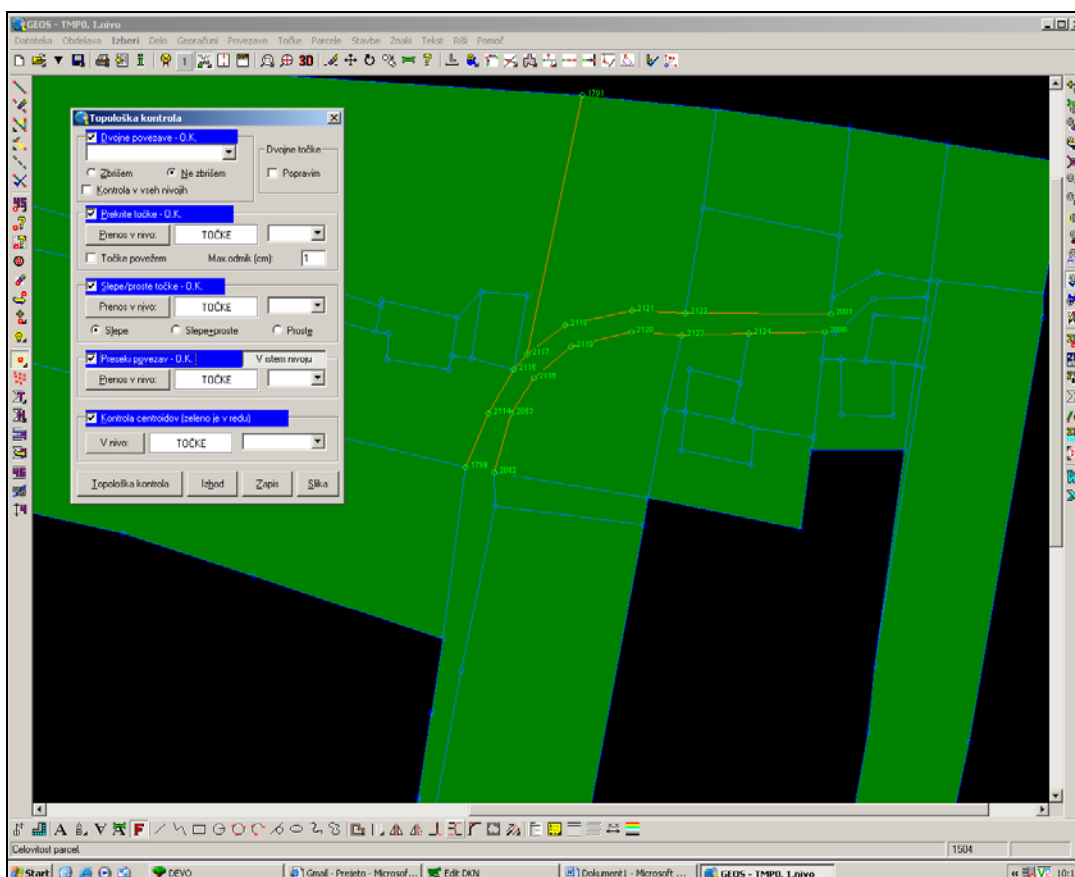 GEOS - TMP0, 1.nivo
Datoteka Obdelava Izberi Delo Georačuni Povezave Točke Parcele Stavbe Znaki Tekst Riši Pomoč
1 3D
Topološka kontrola
Dvojne povezave - O.K.
Dvojne točke
Zbrišem Ne zbrišem
Popravim
Kontrola v vseh nivojih
Prekrite točke - O.K.
Prenos v nivo: TOČKE
Točke povežem Max.odmik (cm): 1
Slepe/proste točke - O.K.
Prenos v nivo: TOČKE
Slepe Slepe+proste Proste
Preseki povezav - O.K. V istem nivoju
Prenos v nivo: TOČKE
Kontrola centroidov (zeleno je v redu)
V nivo: TOČKE
Topološka kontrola Izhod Zapis Slika
1701
2121
2122
2001
2118
2120
2123
2124
2000
2119
2117
2116
2114
2003
2002
Celovitost parcel. 1504
Start DEVO Gmail - Prejeto - Microsof... Edit DKN Dokument1 - Microsoft ... GEOS - TMP0, 1.nivo